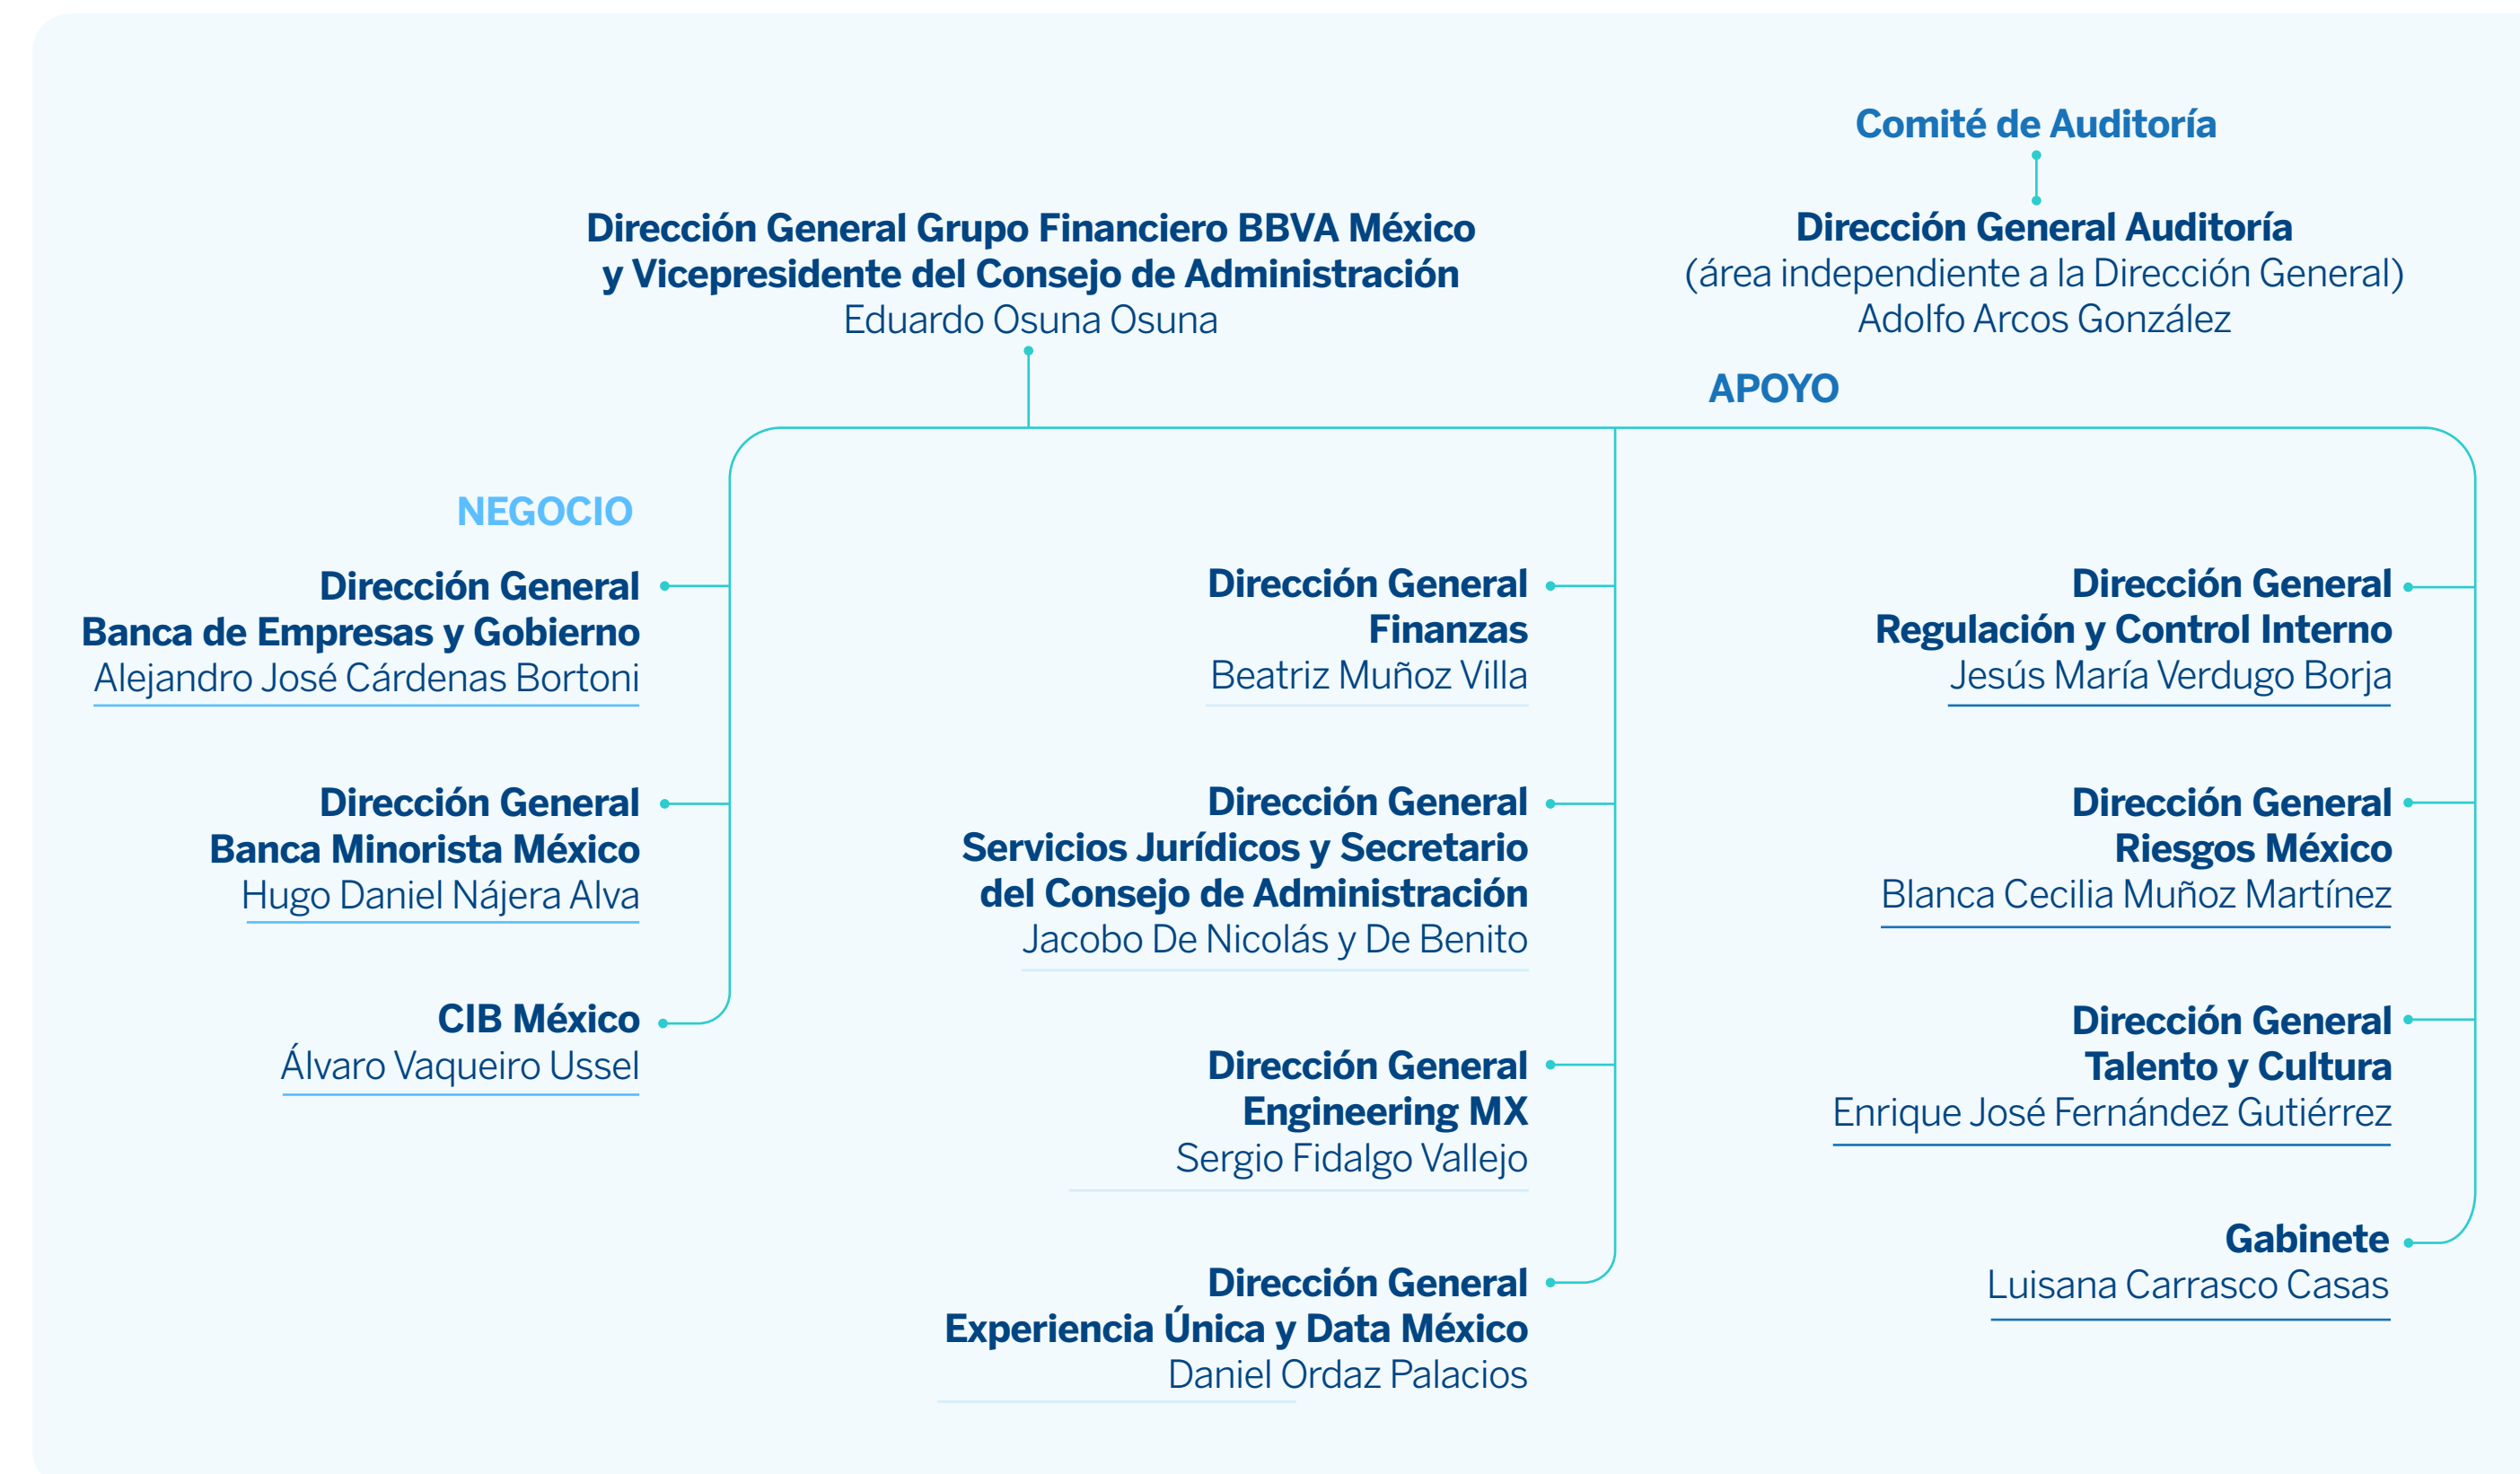 Comité de Auditoría
Dirección General Auditoría
(área independiente a la Dirección General)
Adolfo Arcos González
Dirección General Grupo Financiero BBVA México
y Vicepresidente del Consejo de Administración
Eduardo Osuna Osuna
APOYO
NEGOCIO
Dirección General
Banca de Empresas y Gobierno
Alejandro José Cárdenas Bortoni
Dirección General
Banca Minorista México
Hugo Daniel Nájera Alva
CIB México
Álvaro Vaqueiro Ussel
Dirección General
Finanzas
Beatriz Muñoz Villa
Dirección General
Servicios Jurídicos y Secretario
del Consejo de Administración
Jacobo De Nicolás y De Benito
Dirección General
Engineering MX
Sergio Fidalgo Vallejo
Dirección General
Experiencia Única y Data México
Daniel Ordaz Palacios
Dirección General
Regulación y Control Interno
Jesús María Verdugo Borja
Dirección General
Riesgos México
Blanca Cecilia Muñoz Martínez
Dirección General
Talento y Cultura
Enrique José Fernández Gutiérrez
Gabinete
Luisana Carrasco Casas